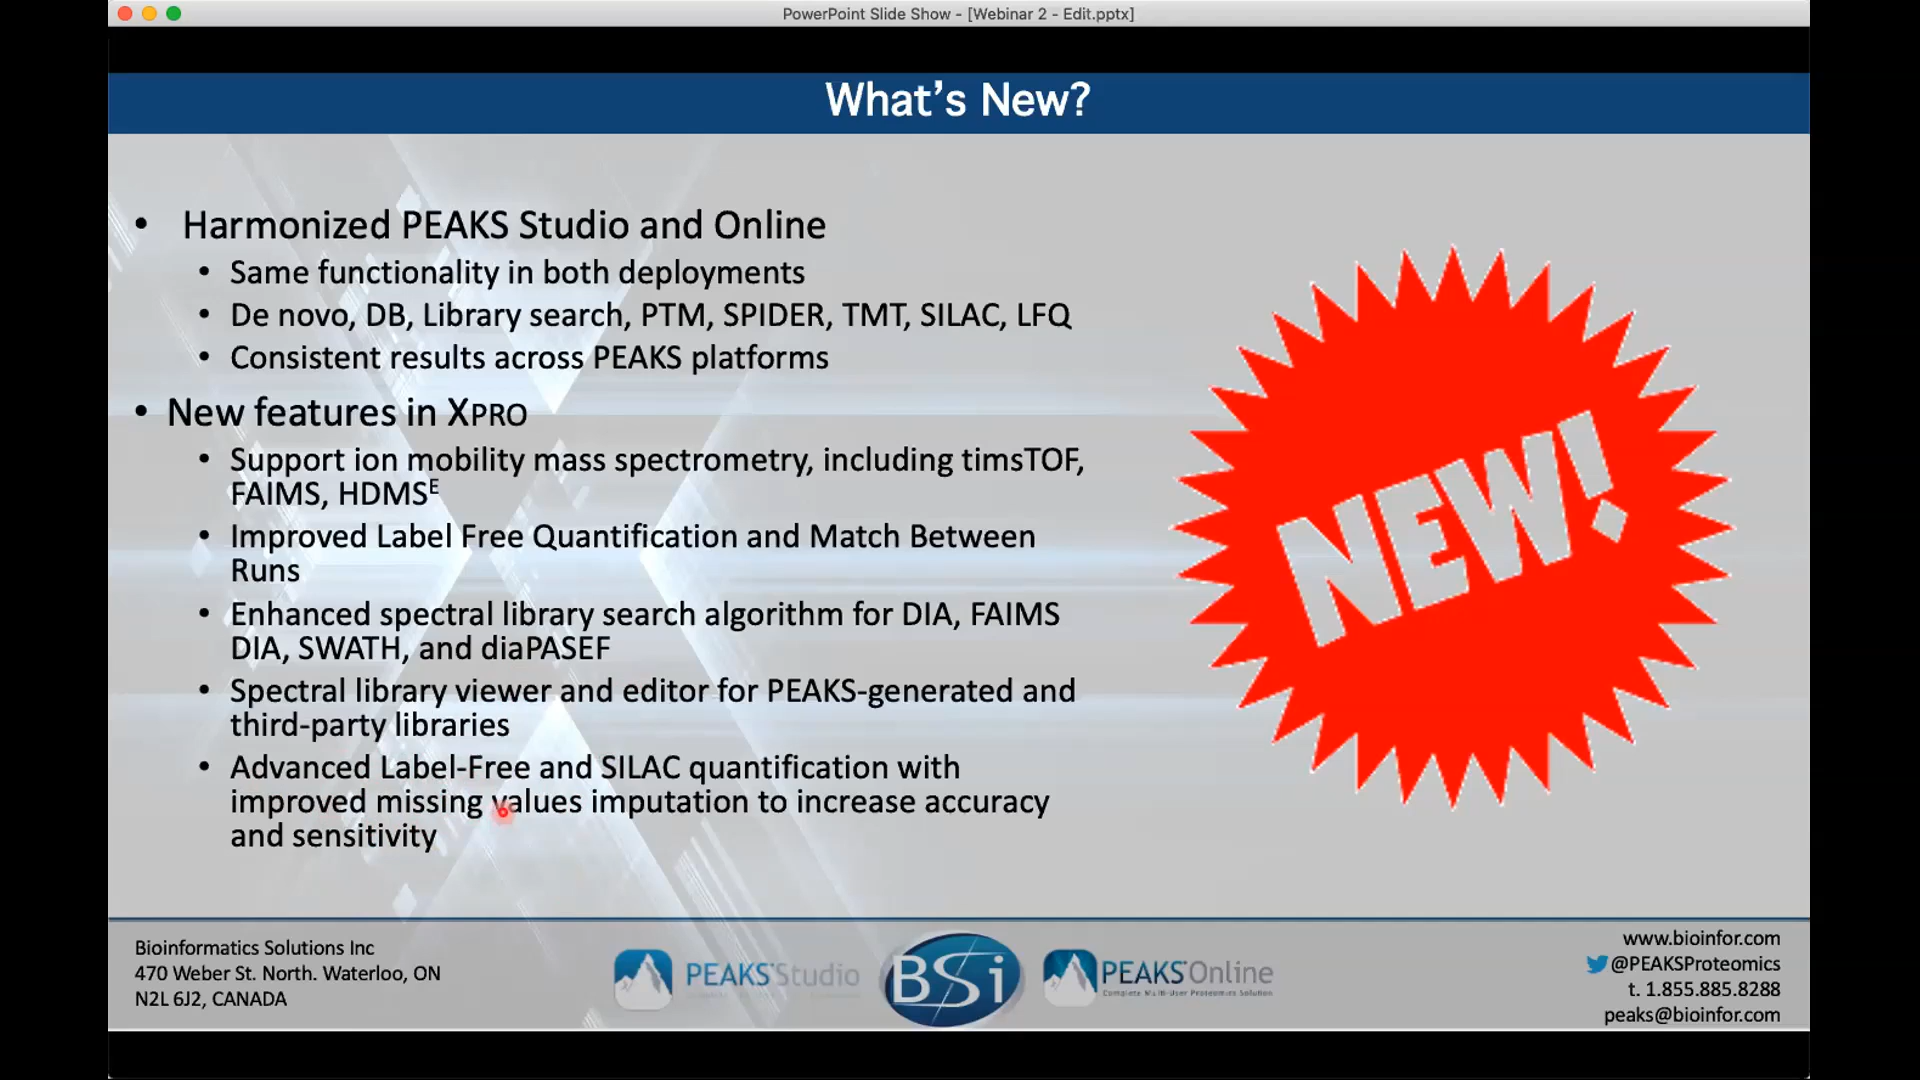 PowerPoint Slide Show - [Webinar 2 - Edit.pptx]
What's New?
• Harmonized PEAKS Studio and Online
• Same functionality in both deployments
• De novo, DB, Library search, PTM, SPIDER, TMT, SILAC, LFQ
• Consistent results across PEAKS platforms
• New features in XPRO
• Support ion mobility mass spectrometry, including timsTOF,
FAIMS, HDMSᴱ
• Improved Label Free Quantification and Match Between
Runs
• Enhanced spectral library search algorithm for DIA, FAIMS
DIA, SWATH, and diaPASEF
• Spectral library viewer and editor for PEAKS-generated and
third-party libraries
• Advanced Label-Free and SILAC quantification with
improved missing values imputation to increase accuracy
and sensitivity
NEW!
Bioinformatics Solutions Inc
470 Weber St. North. Waterloo, ON
N2L 6J2, CANADA
PEAKS Studio
BSi
PEAKS Online
Complete Multi-User Proteomics Solution
www.bioinfor.com
@PEAKSProteomics
t. 1.855.885.8288
peaks@bioinfor.com